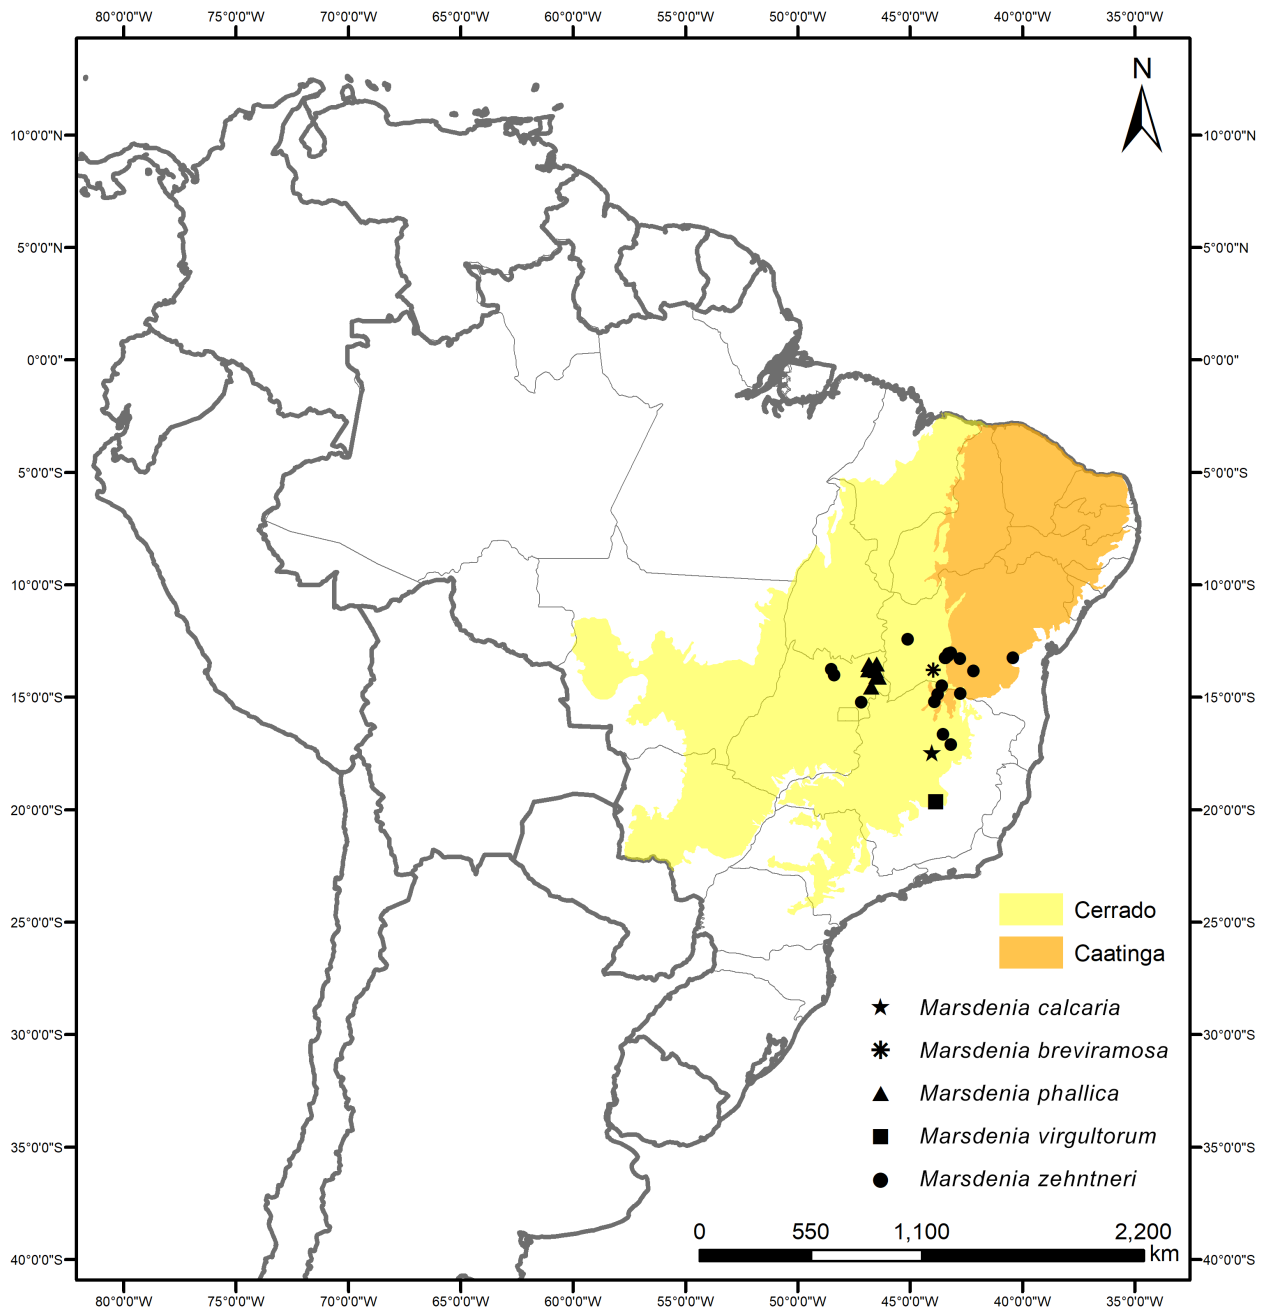 80°0'0"W 75°0'0"W 70°0'0"W 65°0'0"W 60°0'0"W 55°0'0"W 50°0'0"W 45°0'0"W 40°0'0"W 35°0'0"W
N
10°0'0"N 10°0'0"N
5°0'0"N 5°0'0"N
0°0'0" 0°0'0"
5°0'0"S 5°0'0"S
10°0'0"S 10°0'0"S
15°0'0"S 15°0'0"S
20°0'0"S 20°0'0"S
Cerrado
25°0'0"S 25°0'0"S
Caatinga
Marsdenia calcaria
30°0'0"S 30°0'0"S
Marsdenia breviramosa
Marsdenia phallica
Marsdenia virgultorum
35°0'0"S 35°0'0"S
Marsdenia zehntneri
0 550 1,100 2,200
km
40°0'0"S 40°0'0"S
80°0'0"W 75°0'0"W 70°0'0"W 65°0'0"W 60°0'0"W 55°0'0"W 50°0'0"W 45°0'0"W 40°0'0"W 35°0'0"W